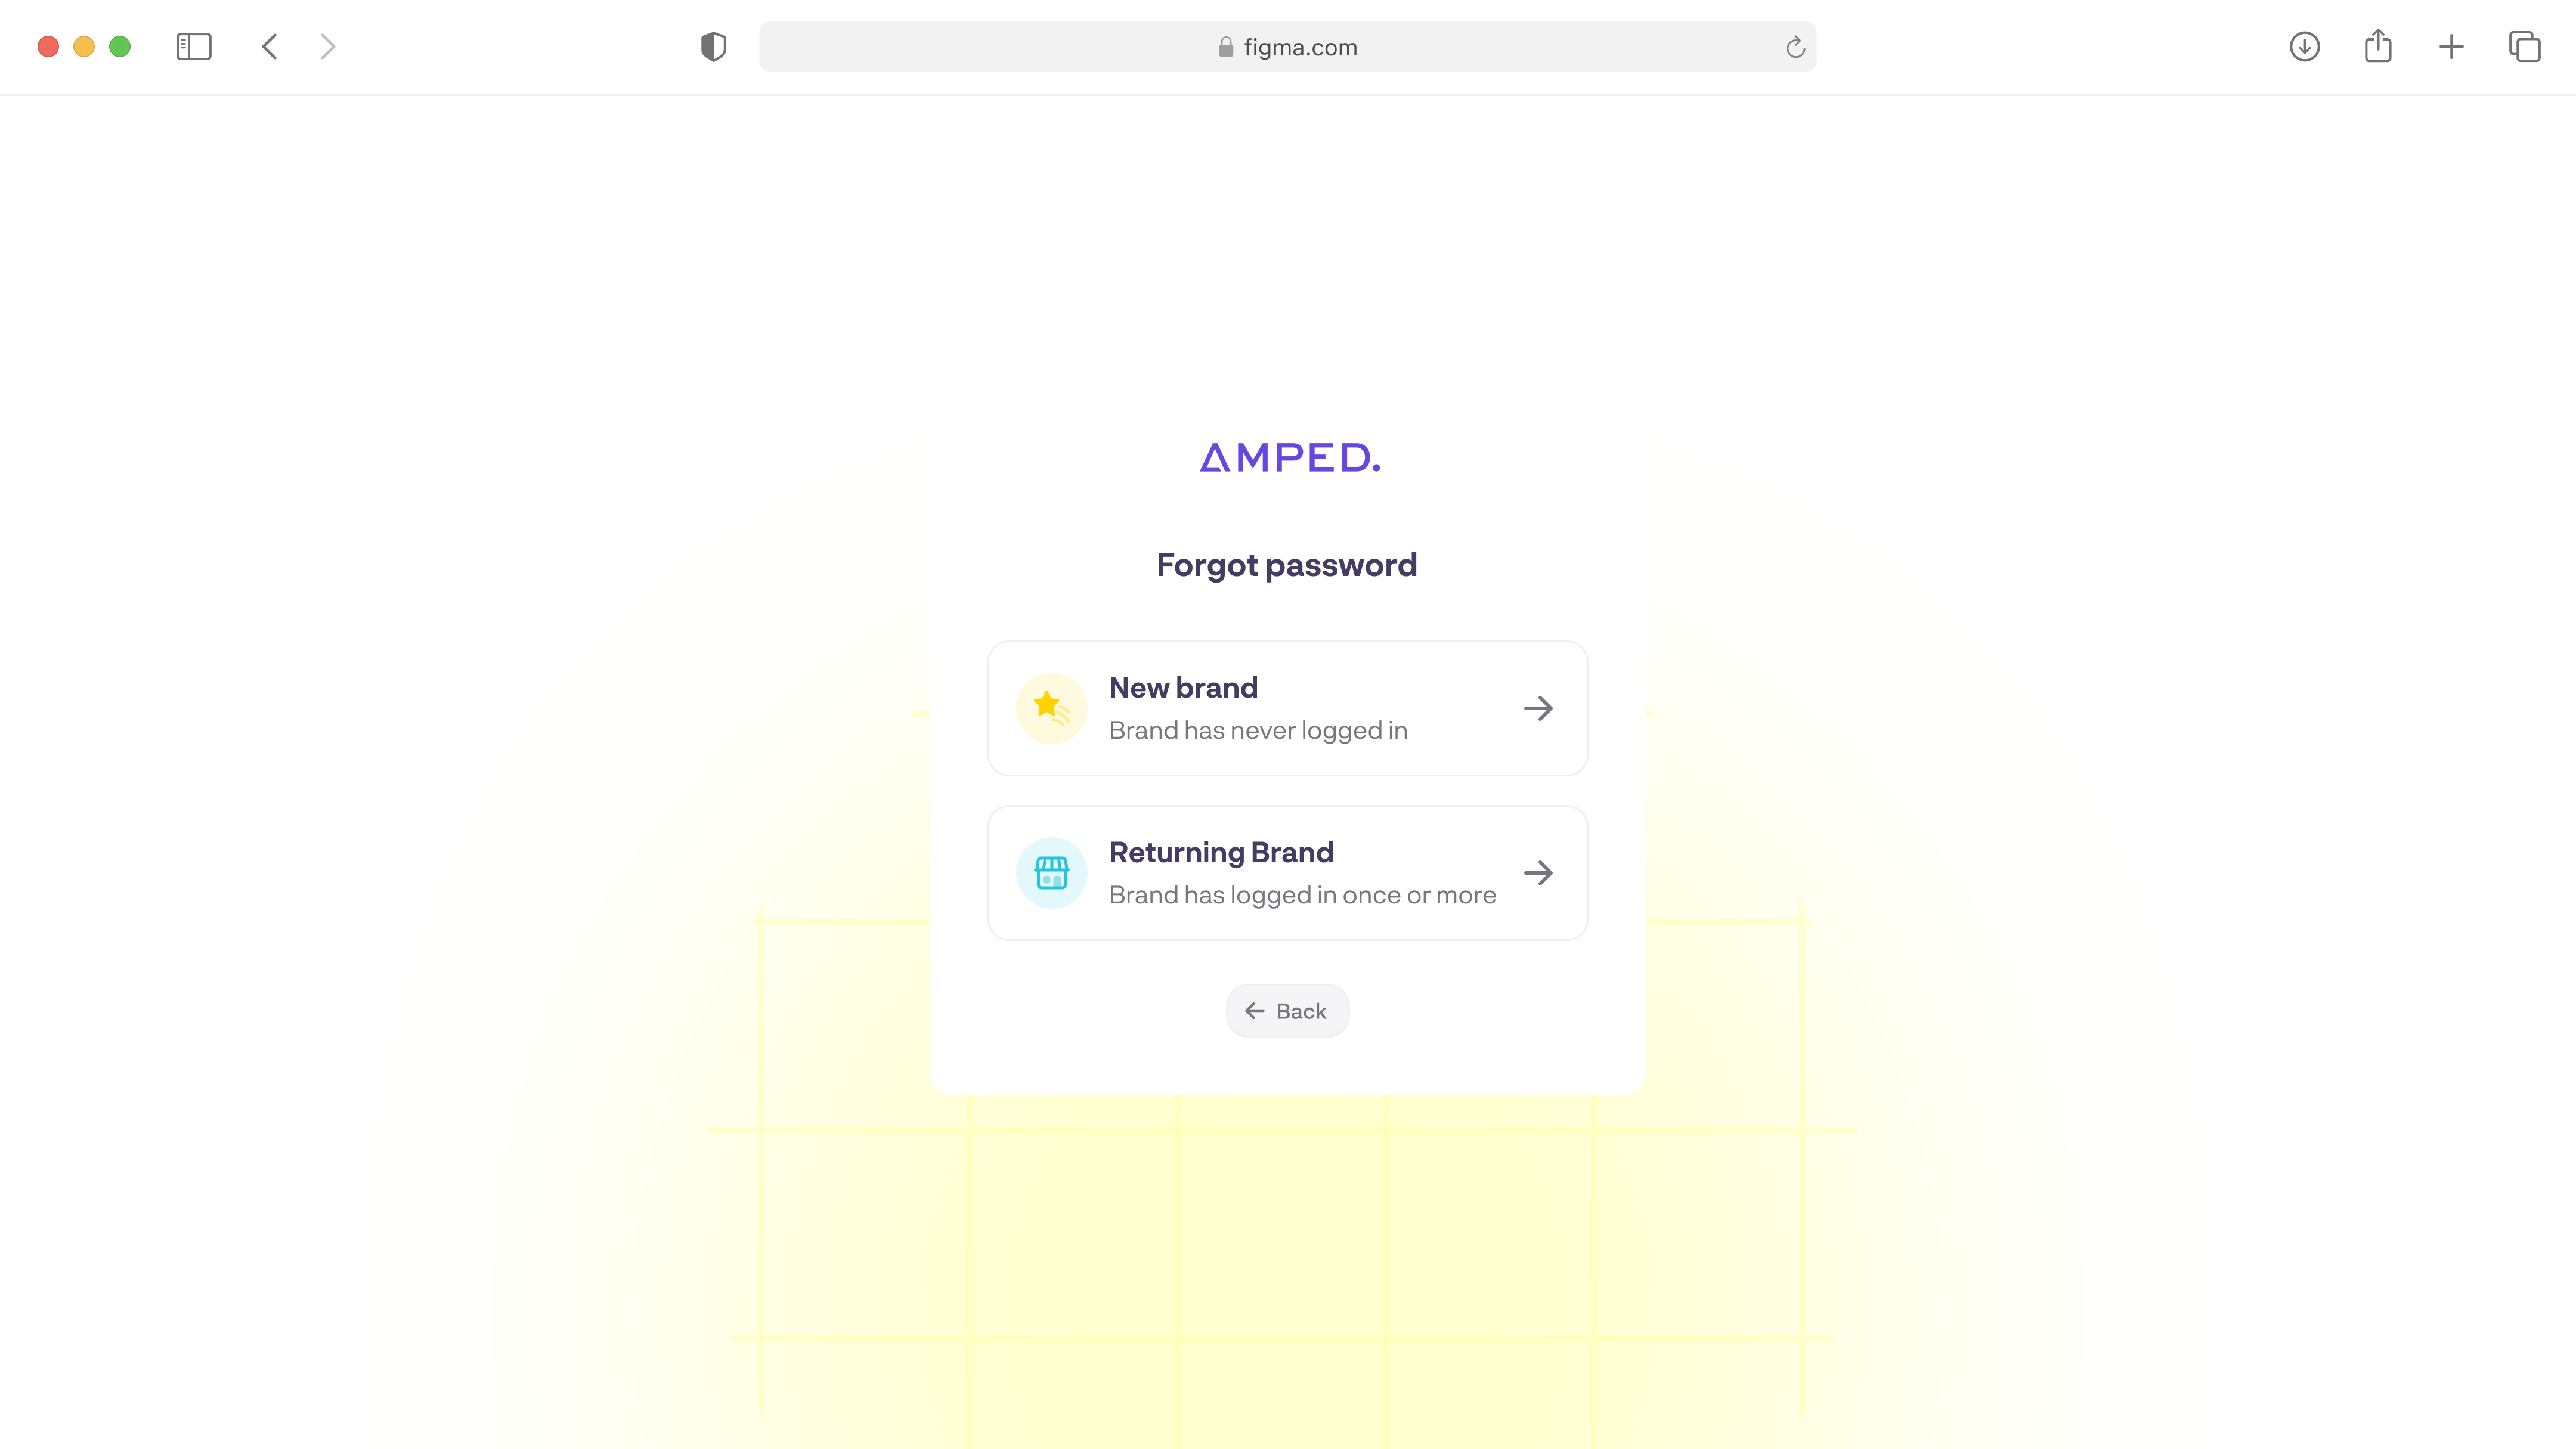 figma.com
AMPED.
Forgot password
New brand
Brand has never logged in
Returning Brand
Brand has logged in once or more
Back